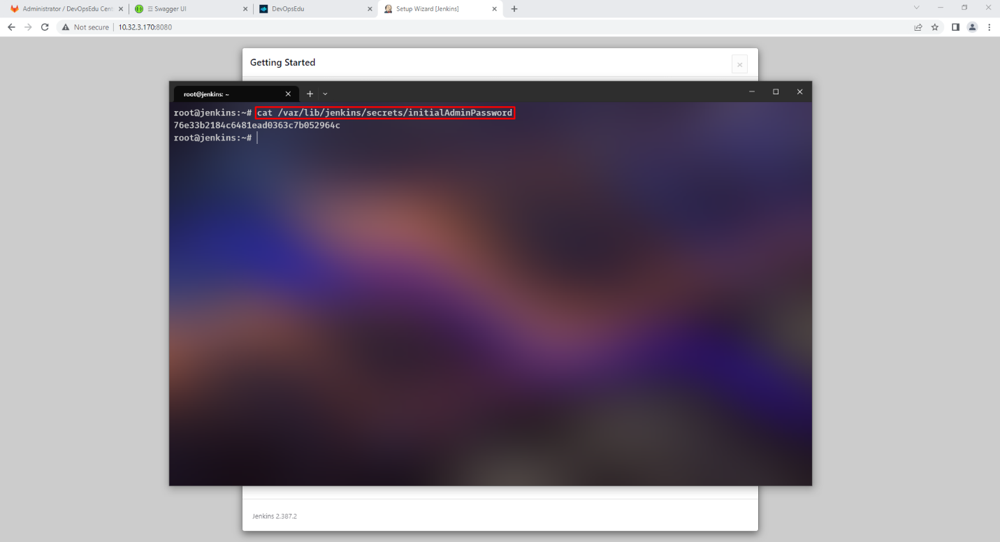 Administrator / DevOpsEdu Cent
Swagger UI
DevOpsEdu
Setup Wizard [Jenkins]
Not secure
10.32.3.170:8080
Getting Started
root@jenkins: ~
root@jenkins:~# cat /var/lib/jenkins/secrets/initialAdminPassword
76e33b2184c6481ead0363c7b052964c
root@jenkins:~#
Jenkins 2.387.2